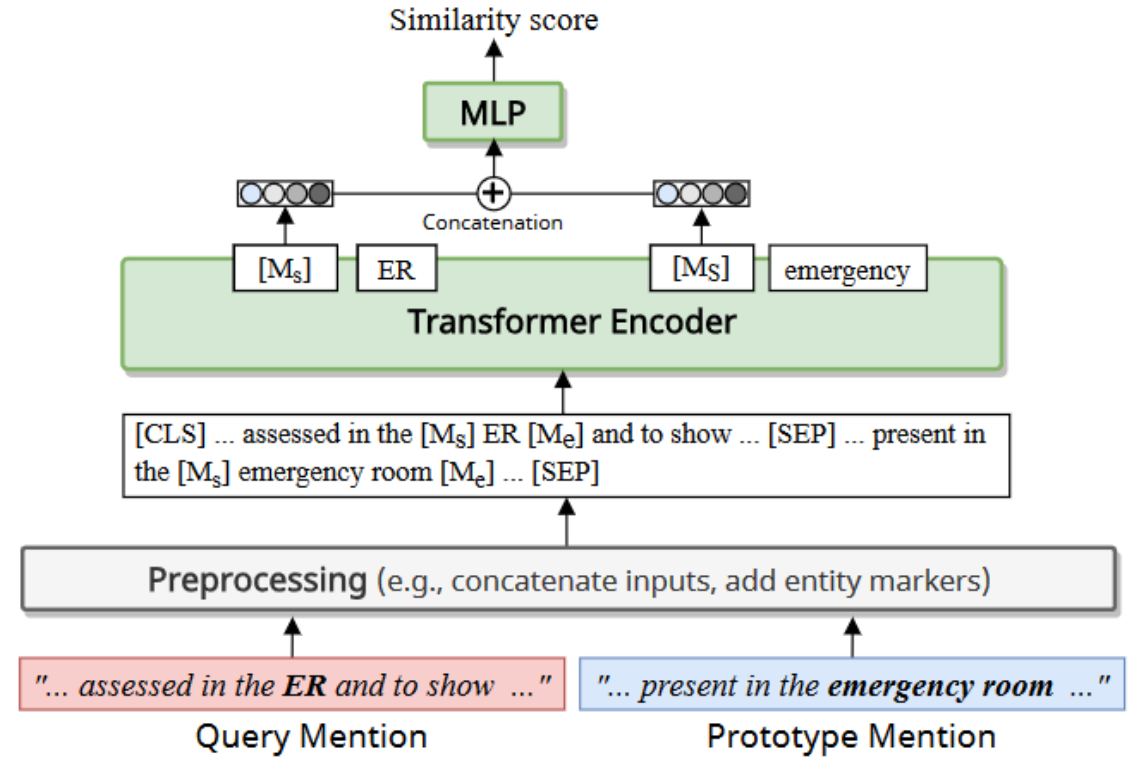 Similarity score
MLP
+
Concatenation
[Ms] ER [MS] emergency
Transformer Encoder
[CLS] ... assessed in the [Ms] ER [Me] and to show ... [SEP] ... present in
the [Ms] emergency room [Me] ... [SEP]
Preprocessing (e.g., concatenate inputs, add entity markers)
"... assessed in the ER and to show ..." "... present in the emergency room ..."
Query Mention Prototype Mention